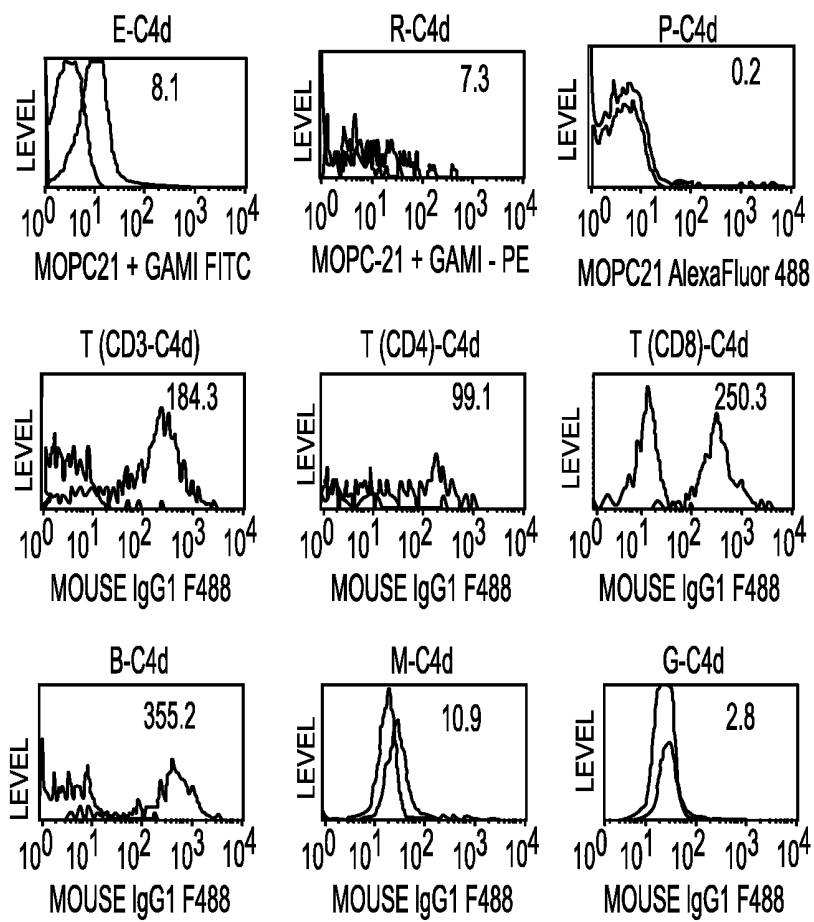 E-C4d
8.1
LEVEL
10^0 10^1 10^2 10^3 10^4
MOPC21 + GAMI FITC
R-C4d
7.3
LEVEL
10^0 10^1 10^2 10^3 10^4
MOPC-21 + GAMI - PE
P-C4d
0.2
LEVEL
10^0 10^1 10^2 10^3 10^4
MOPC21 AlexaFluor 488
T (CD3-C4d)
184.3
LEVEL
10^0 10^1 10^2 10^3 10^4
MOUSE IgG1 F488
T (CD4)-C4d
99.1
LEVEL
10^0 10^1 10^2 10^3 10^4
MOUSE IgG1 F488
T (CD8)-C4d
250.3
LEVEL
10^0 10^1 10^2 10^3 10^4
MOUSE IgG1 F488
B-C4d
355.2
LEVEL
10^0 10^1 10^2 10^3 10^4
MOUSE IgG1 F488
M-C4d
10.9
LEVEL
10^0 10^1 10^2 10^3 10^4
MOUSE IgG1 F488
G-C4d
2.8
LEVEL
10^0 10^1 10^2 10^3 10^4
MOUSE IgG1 F488